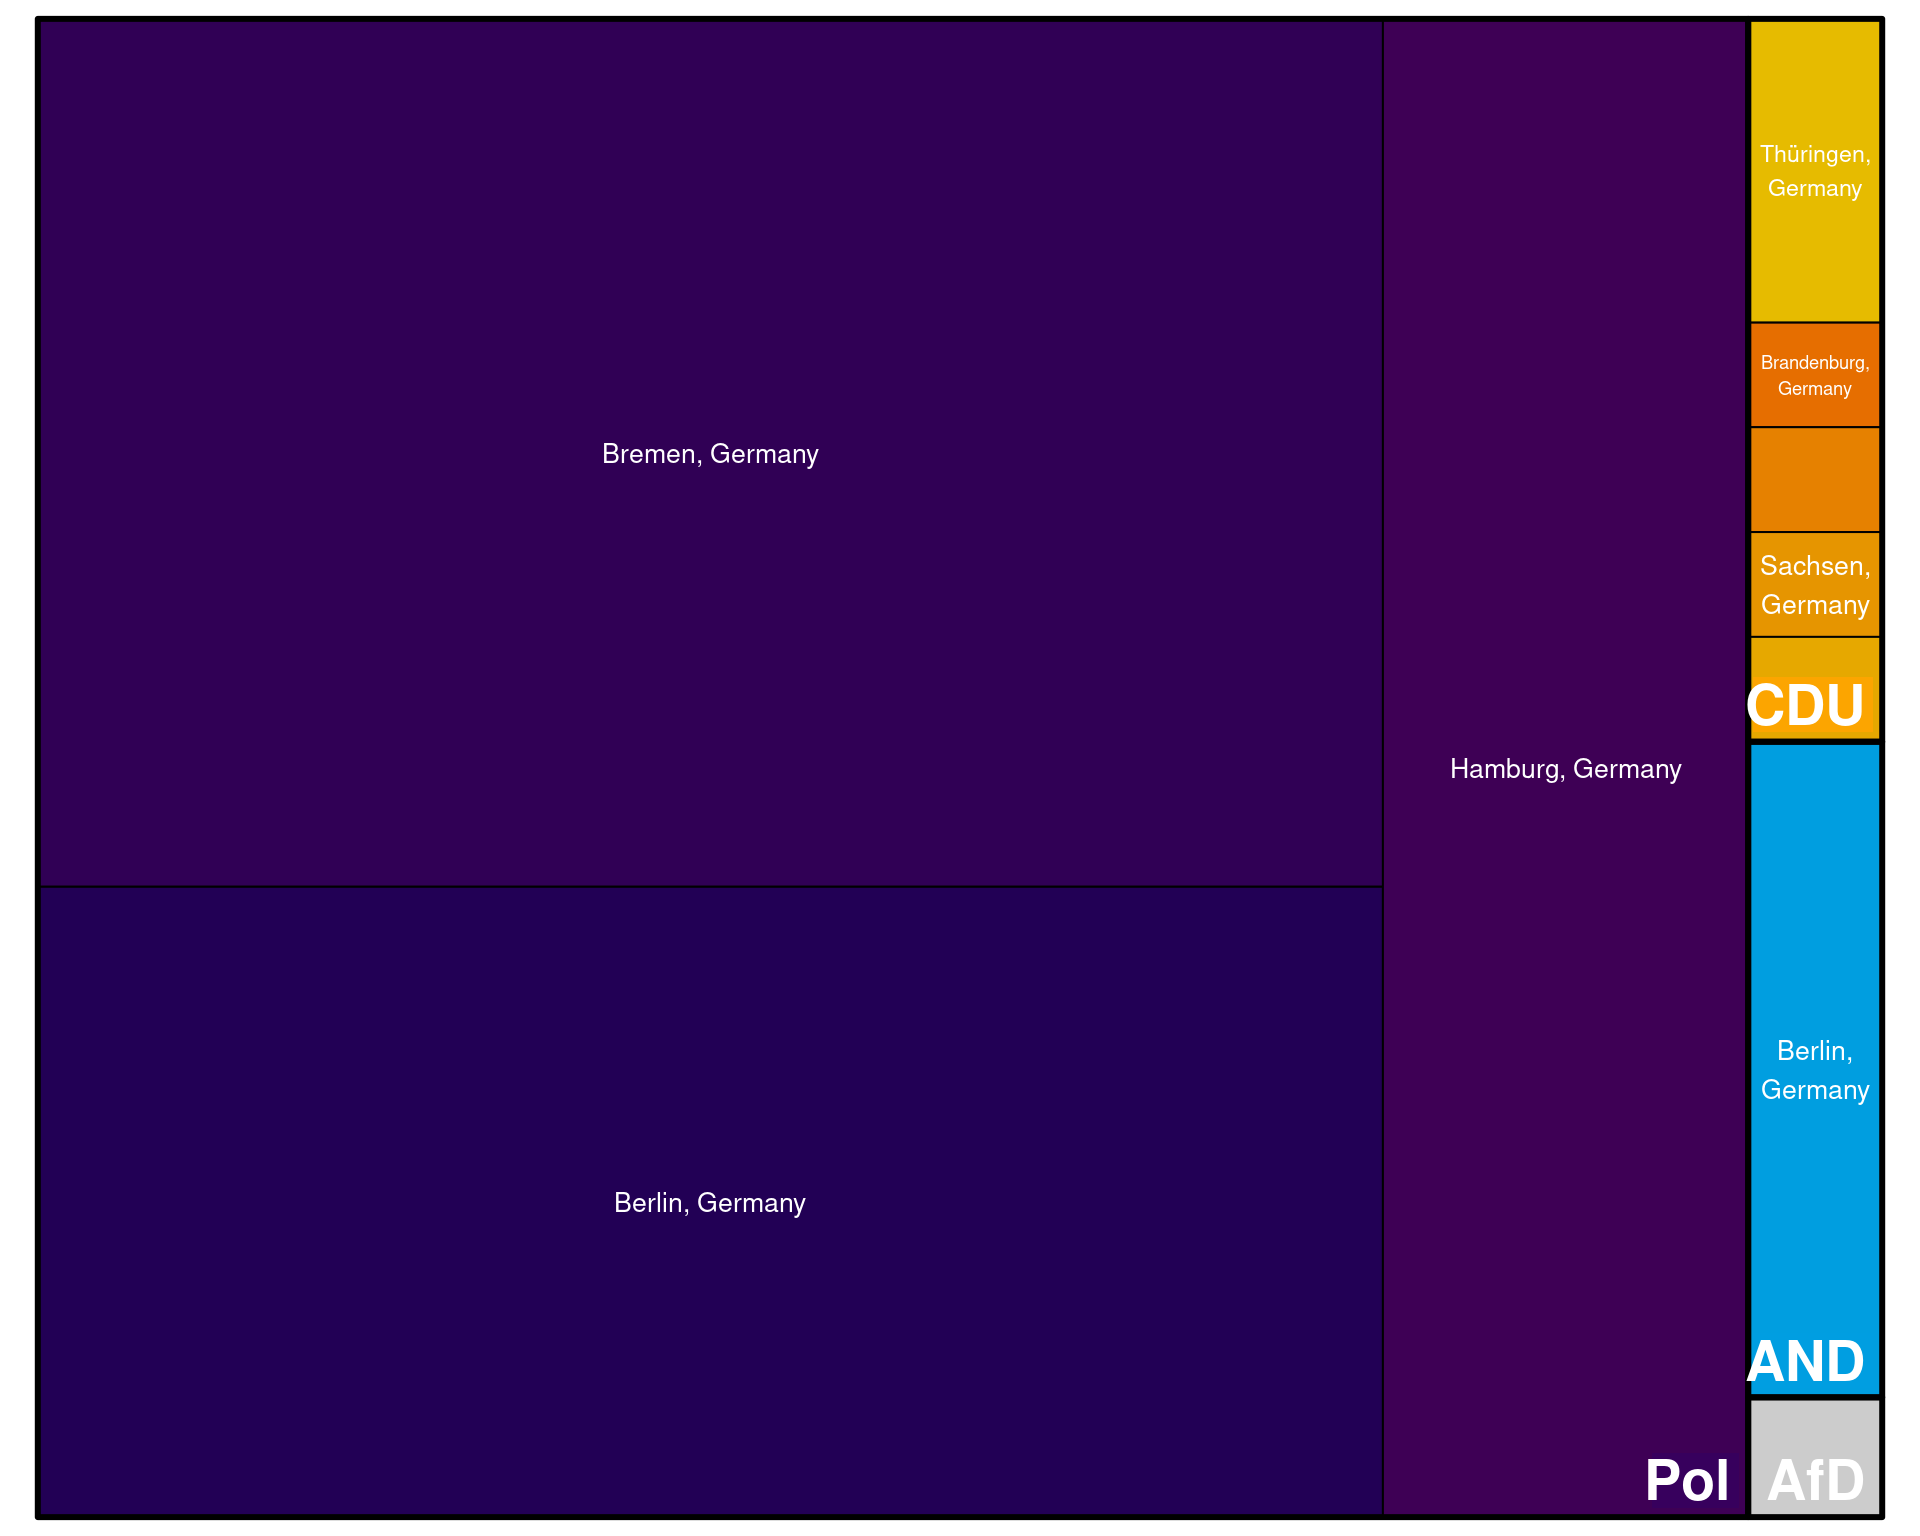 Bremen, Germany
Berlin, Germany
Hamburg, Germany
Pol
Thüringen,
Germany
Brandenburg,
Germany
Sachsen,
Germany
CDU
Berlin,
Germany
AND
AfD